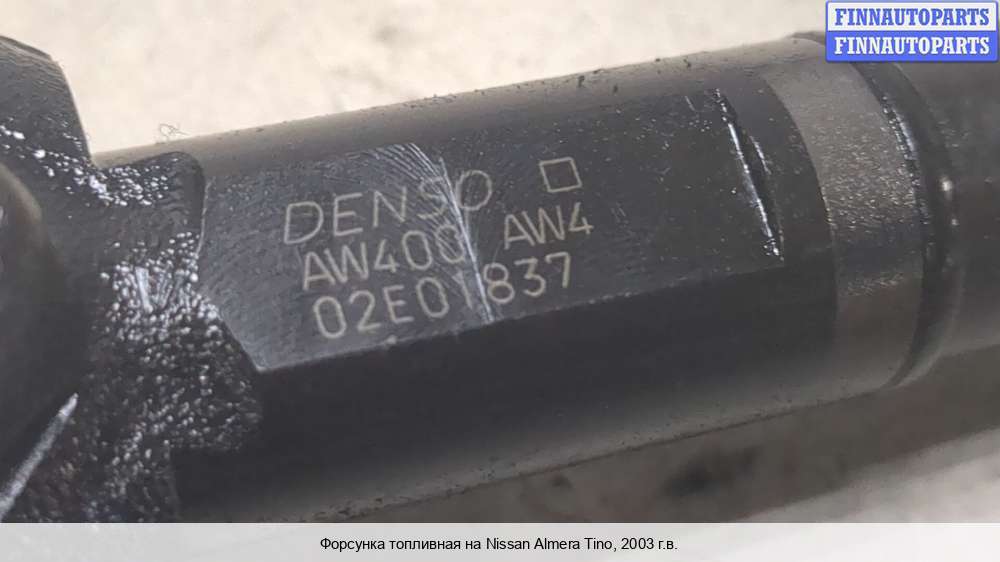 FINNAUTOPARTS
FINNAUTOPARTS
DENSO
AW400 AW4
02E01837
Форсунка топливная на Nissan Almera Tino, 2003 г.в.